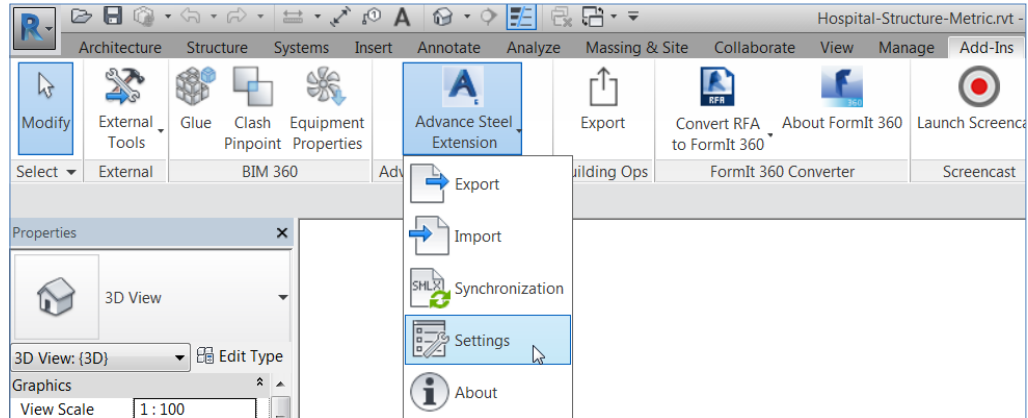 R
A
Hospital-Structure-Metric.rvt -
Architecture Structure Systems Insert Annotate Analyze Massing & Site Collaborate View Manage Add-Ins
Modify
External Tools
Glue
Clash Pinpoint
Equipment Properties
Advance Steel Extension
Export
RFR
Convert RFA to FormIt 360
360
About FormIt 360
Launch Screenca
Select External BIM 360 Adv uilding Ops FormIt 360 Converter Screencast
Export
Import
SMLX
Synchronization
Settings
About
Properties
3D View
3D View: {3D} Edit Type
Graphics
View Scale 1 : 100